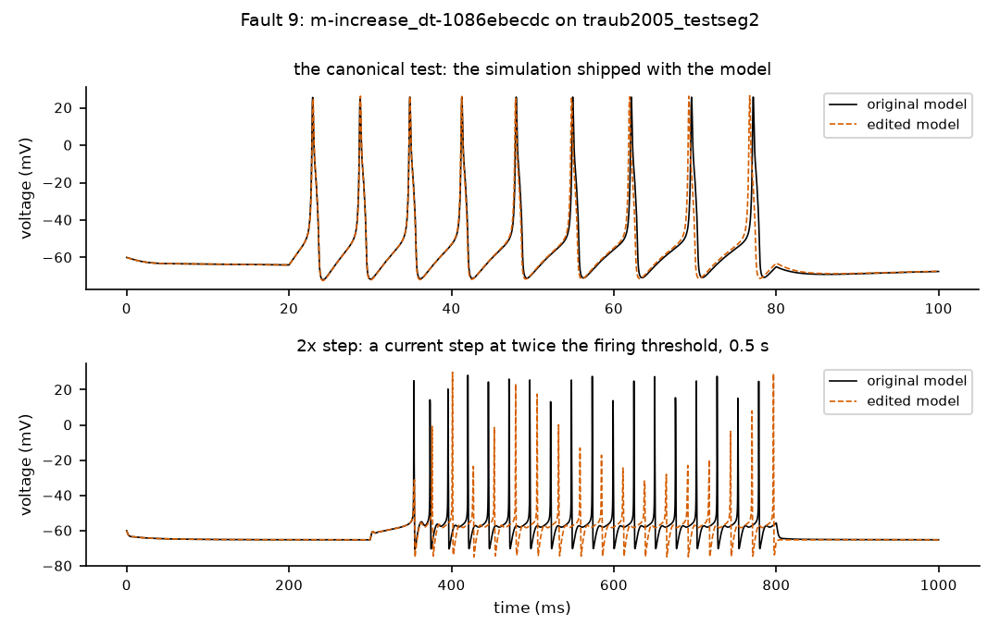 Fault 9: m-increase_dt-1086ebecdc on traub2005_testseg2
the canonical test: the simulation shipped with the model
voltage (mV)
20
0
−20
−40
−60
original model
edited model
0
20
40
60
80
100
2x step: a current step at twice the firing threshold, 0.5 s
voltage (mV)
20
0
−20
−40
−60
−80
original model
edited model
0
200
400
600
800
1000
time (ms)